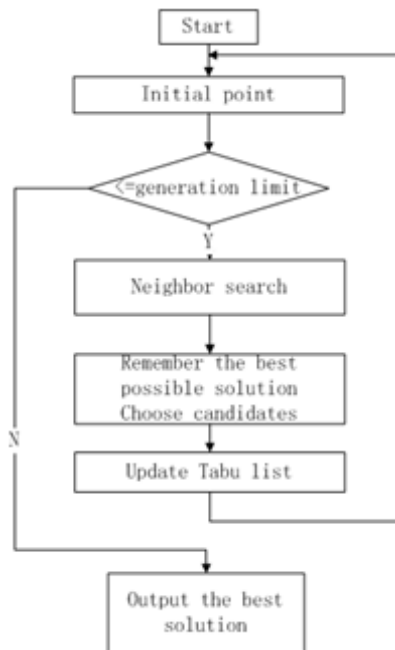 Start
Initial point
<=generation limit
Y
Neighbor search
Remember the best
possible solution
Choose candidates
N
Update Tabu list
Output the best
solution